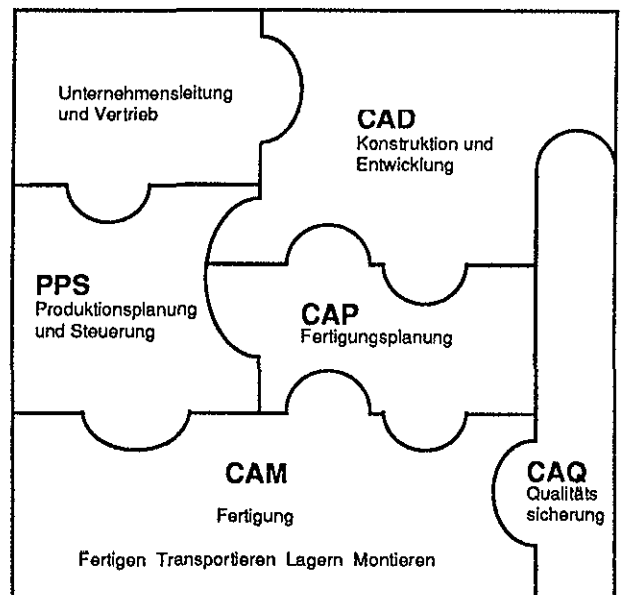 Unternehmensleitung
und Vertrieb
CAD
Konstruktion und
Entwicklung
PPS
Produktionsplanung
und Steuerung
CAP
Fertigungsplanung
CAM
Fertigung
Fertigen Transportieren Lagern Montieren
CAQ
Qualitäts
sicherung